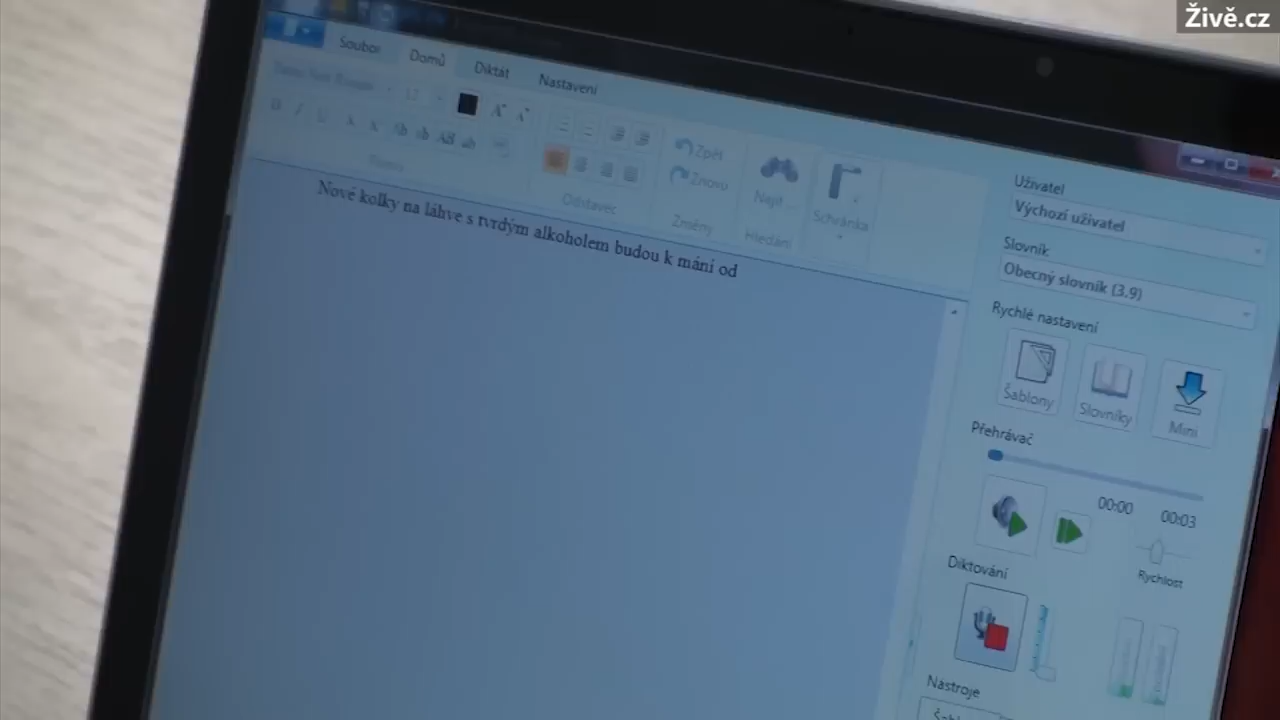 Živě.cz
Soubor Domů Diktát Nastavení
Zpět
Znovu
Najít...
Schránka
Odstavec
Změny
Hledání
Nové kolky na láhve s tvrdým alkoholem budou k mání od
Uživatel
Výchozí uživatel
Slovník
Obecný slovník (3.9)
Rychlé nastavení
Šablony Slovníky Mini
Přehrávač
00:00 00:03
Rychlost
Diktování
Nástroje